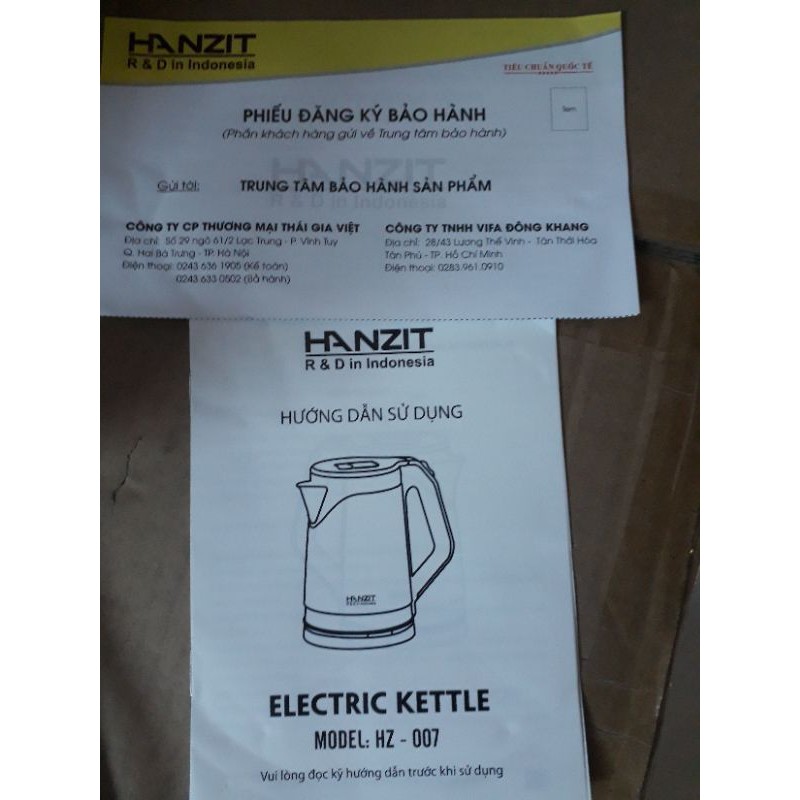 HANZIT
R & D in Indonesia
TIÊU CHUẨN QUỐC TẾ
PHIẾU ĐĂNG KÝ BẢO HÀNH
(Phần khách hàng gửi về Trung tâm bảo hành)
Tem
Gửi tới: TRUNG TÂM BẢO HÀNH SẢN PHẨM
CÔNG TY CP THƯƠNG MẠI THÁI GIA VIỆT
Địa chỉ: Số 29 ngõ 61/2 Lạc Trung - P. Vĩnh Tuy
Q. Hai Bà Trưng - TP. Hà Nội
Điện thoại: 0243 636 1905 (Kế toán)
0243 633 0502 (Bảo hành)
CÔNG TY TNHH VIFA ĐÔNG KHANG
Địa chỉ: 28/43 Lương Thế Vinh - Tân Thới Hòa
Tân Phú - TP. Hồ Chí Minh
Điện thoại: 0283.961.0910
HANZIT
R & D in Indonesia
HƯỚNG DẪN SỬ DỤNG
HANZIT
ELECTRIC KETTLE
MODEL: HZ - 007
Vui lòng đọc kỹ hướng dẫn trước khi sử dụng